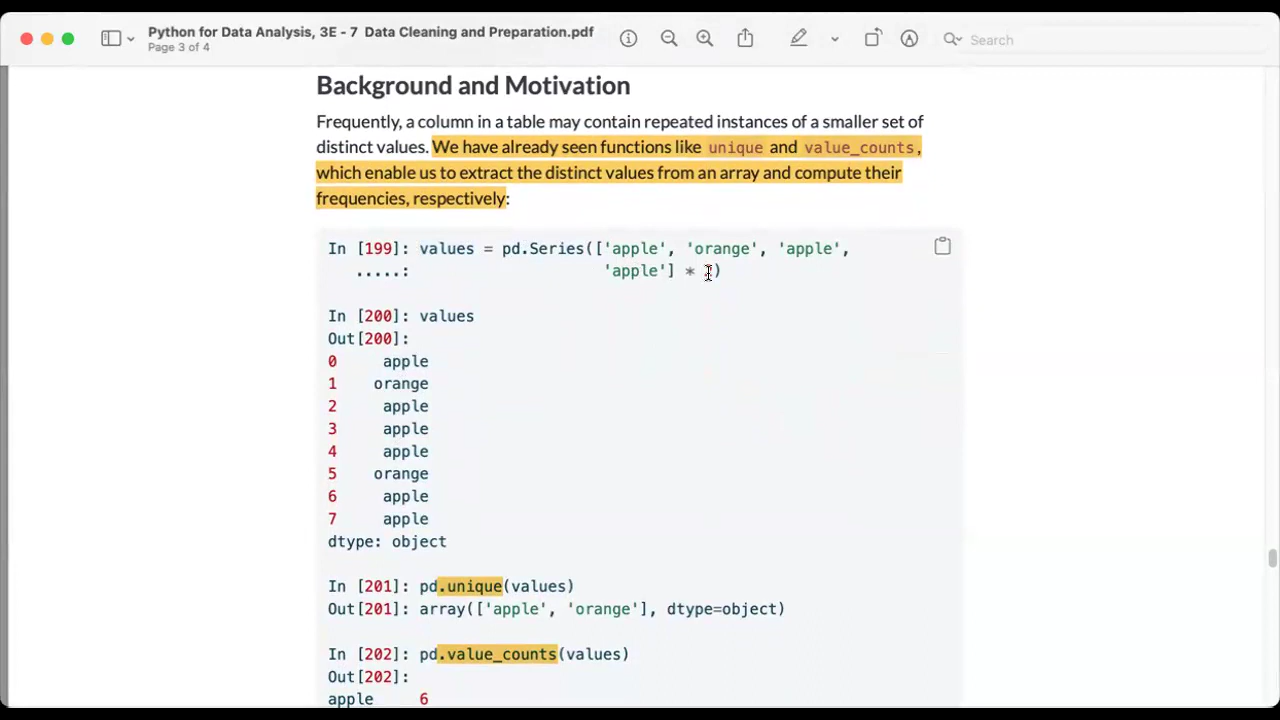 Python for Data Analysis, 3E - 7 Data Cleaning and Preparation.pdf
Page 3 of 4
Search
Background and Motivation
Frequently, a column in a table may contain repeated instances of a smaller set of
distinct values. We have already seen functions like unique and value_counts,
which enable us to extract the distinct values from an array and compute their
frequencies, respectively:
In [199]: values = pd.Series(['apple', 'orange', 'apple',
.....: 'apple'] * )
In [200]: values
Out[200]:
0 apple
1 orange
2 apple
3 apple
4 apple
5 orange
6 apple
7 apple
dtype: object
In [201]: pd.unique(values)
Out[201]: array(['apple', 'orange'], dtype=object)
In [202]: pd.value_counts(values)
Out[202]:
apple 6